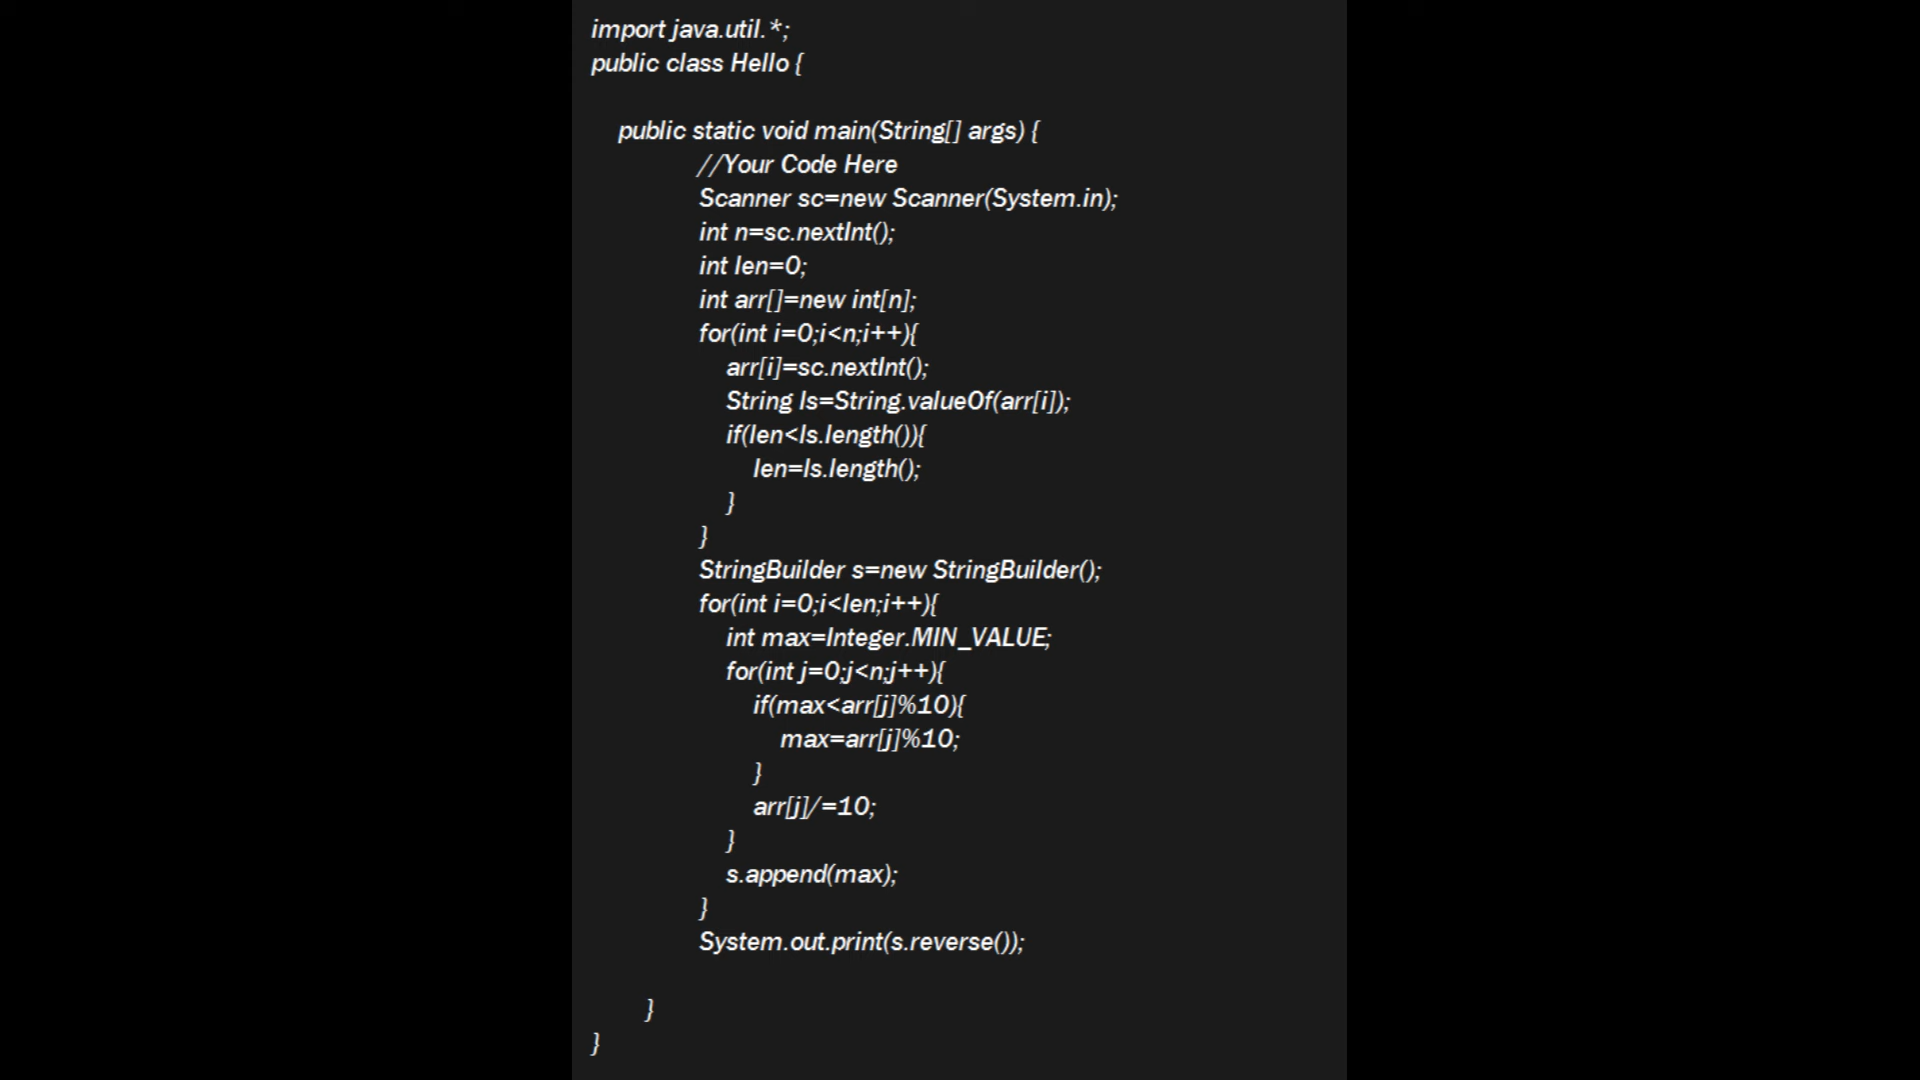 import java.util.*;
public class Hello {
public static void main(String[] args) {
//Your Code Here
Scanner sc=new Scanner(System.in);
int n=sc.nextInt();
int len=0;
int arr[]=new int[n];
for(int i=0;i<n;i++){
arr[i]=sc.nextInt();
String ls=String.valueOf(arr[i]);
if(len<ls.length()){
len=ls.length();
}
}
StringBuilder s=new StringBuilder();
for(int i=0;i<len;i++){
int max=Integer.MIN_VALUE;
for(int j=0;j<n;j++){
if(max<arr[j]%10){
max=arr[j]%10;
}
arr[j]/=10;
}
s.append(max);
}
System.out.print(s.reverse());
}
}